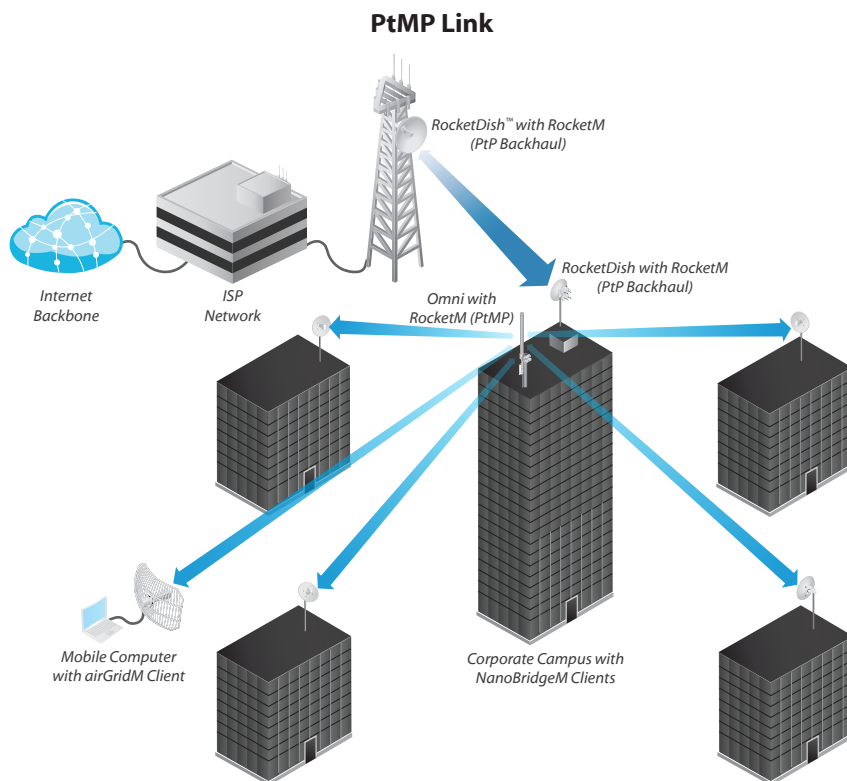 PtMP Link
RocketDish™ with RocketM
(PtP Backhaul)
RocketDish with RocketM
(PtP Backhaul)
Internet
Backbone
ISP
Network
Omni with
RocketM (PtMP)
Mobile Computer
with airGridM Client
Corporate Campus with
NanoBridgeM Clients